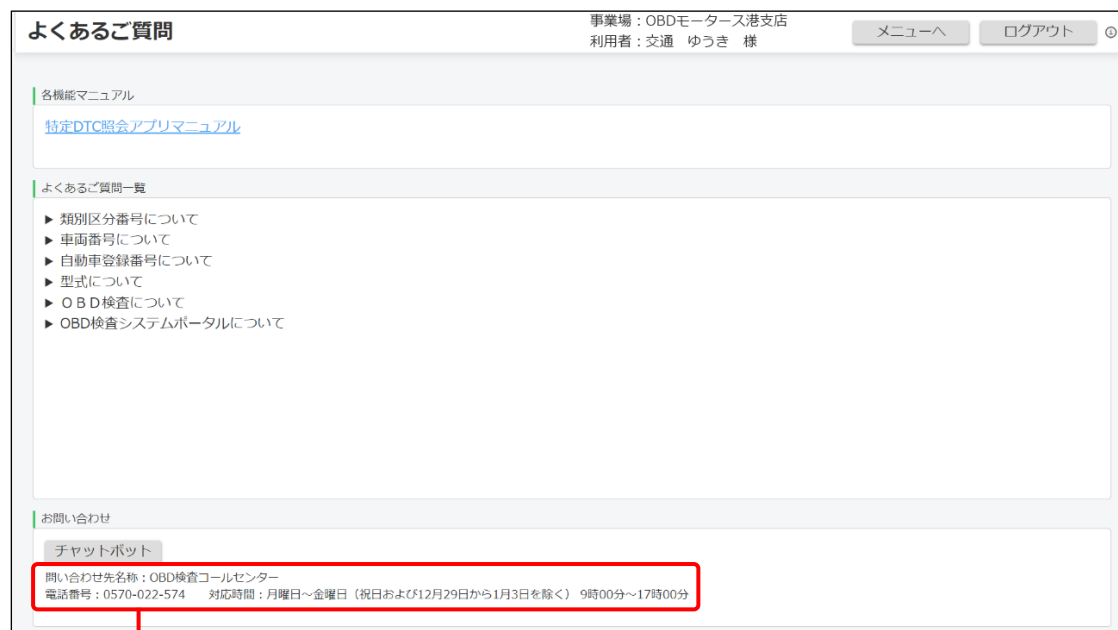 よくあるご質問
事業場：OBDモータース港支店
利用者：交通　ゆうき　様
メニューへ
ログアウト
各機能マニュアル
特定DTC照会アプリマニュアル
よくあるご質問一覧
▶ 類別区分番号について
▶ 車両番号について
▶ 自動車登録番号について
▶ 型式について
▶ ＯＢＤ検査について
▶ OBD検査システムポータルについて
お問い合わせ
チャットボット
問い合わせ先名称：OBD検査コールセンター
電話番号：0570-022-574　対応時間：月曜日～金曜日（祝日および12月29日から1月3日を除く） 9時00分～17時00分